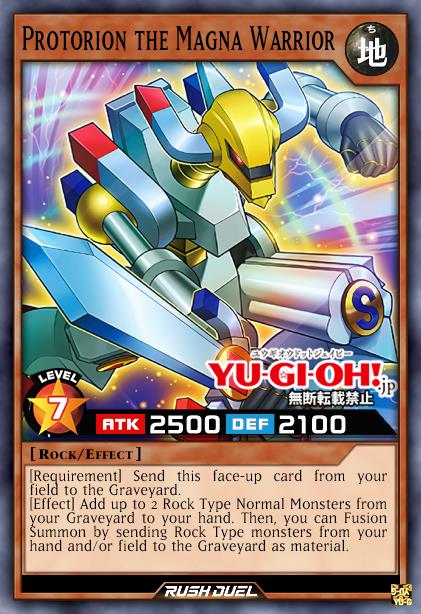 PROTORION THE MAGNA WARRIOR
ち
地
S
ユウギオウドットジェイピー
YU-GI-OH!.jp
無断転載禁止
LEVEL
7
ATK 2500 DEF 2100
[ROCK/EFFECT]
[Requirement] Send this face-up card from your
field to the Graveyard.
[Effect] Add up to 2 Rock Type Normal Monsters from
your Graveyard to your hand. Then, you can Fusion
Summon by sending Rock Type monsters from your
hand and/or field to the Graveyard as material.
RUSH DUEL